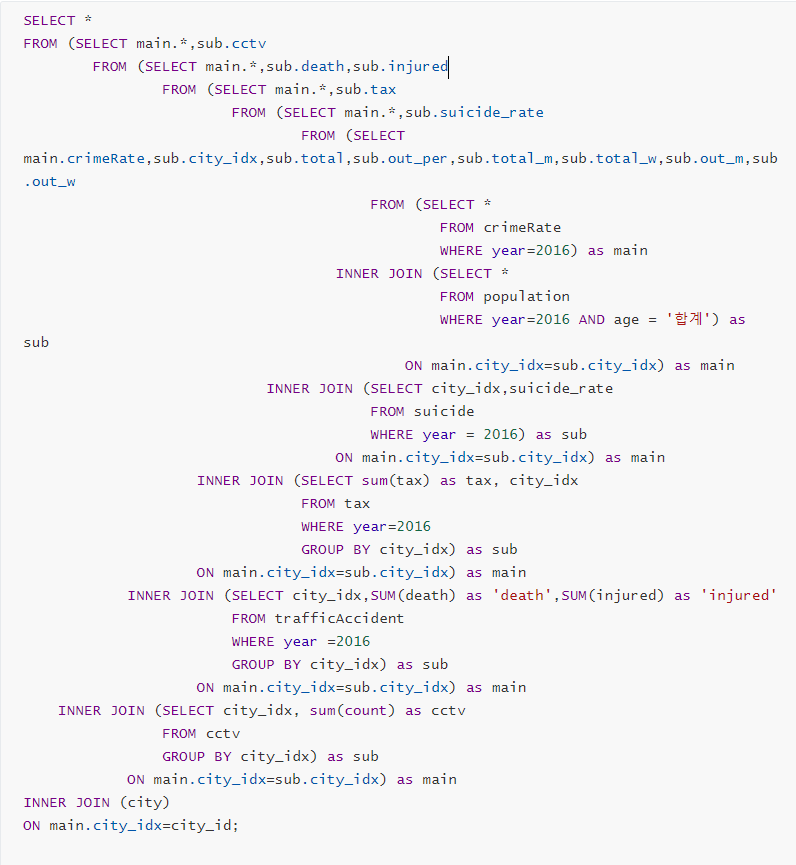 SELECT *
FROM (SELECT main.*,sub.cctv
FROM (SELECT main.*,sub.death,sub.injured
FROM (SELECT main.*,sub.tax
FROM (SELECT main.*,sub.suicide_rate
FROM (SELECT
main.crimeRate,sub.city_idx,sub.total,sub.out_per,sub.total_m,sub.total_w,sub.out_m,sub
.out_w
FROM (SELECT *
FROM crimeRate
WHERE year=2016) as main
INNER JOIN (SELECT *
FROM population
WHERE year=2016 AND age = '합계') as
sub
ON main.city_idx=sub.city_idx) as main
INNER JOIN (SELECT city_idx,suicide_rate
FROM suicide
WHERE year = 2016) as sub
ON main.city_idx=sub.city_idx) as main
INNER JOIN (SELECT sum(tax) as tax, city_idx
FROM tax
WHERE year=2016
GROUP BY city_idx) as sub
ON main.city_idx=sub.city_idx) as main
INNER JOIN (SELECT city_idx,SUM(death) as 'death',SUM(injured) as 'injured'
FROM trafficAccident
WHERE year =2016
GROUP BY city_idx) as sub
ON main.city_idx=sub.city_idx) as main
INNER JOIN (SELECT city_idx, sum(count) as cctv
FROM cctv
GROUP BY city_idx) as sub
ON main.city_idx=sub.city_idx) as main
INNER JOIN (city)
ON main.city_idx=city_id;